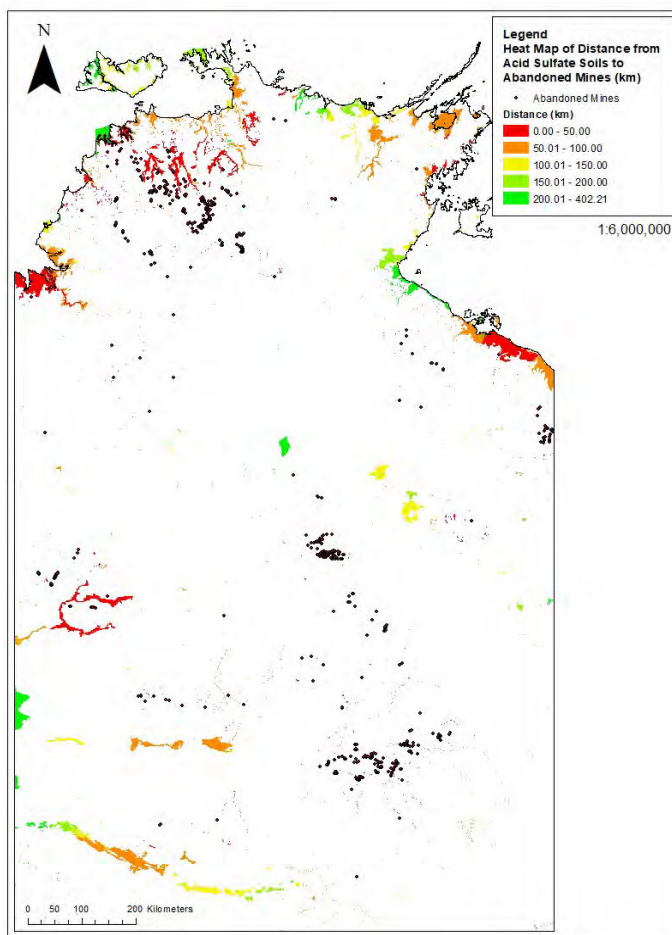 N
Legend
Heat Map of Distance from
Acid Sulfate Soils to
Abandoned Mines (km)
Abandoned Mines
Distance (km)
0.00 - 50.00
50.01 - 100.00
100.01 - 150.00
150.01 - 200.00
200.01 - 402.21
1:6,000,000
0 50 100 200 Kilometers